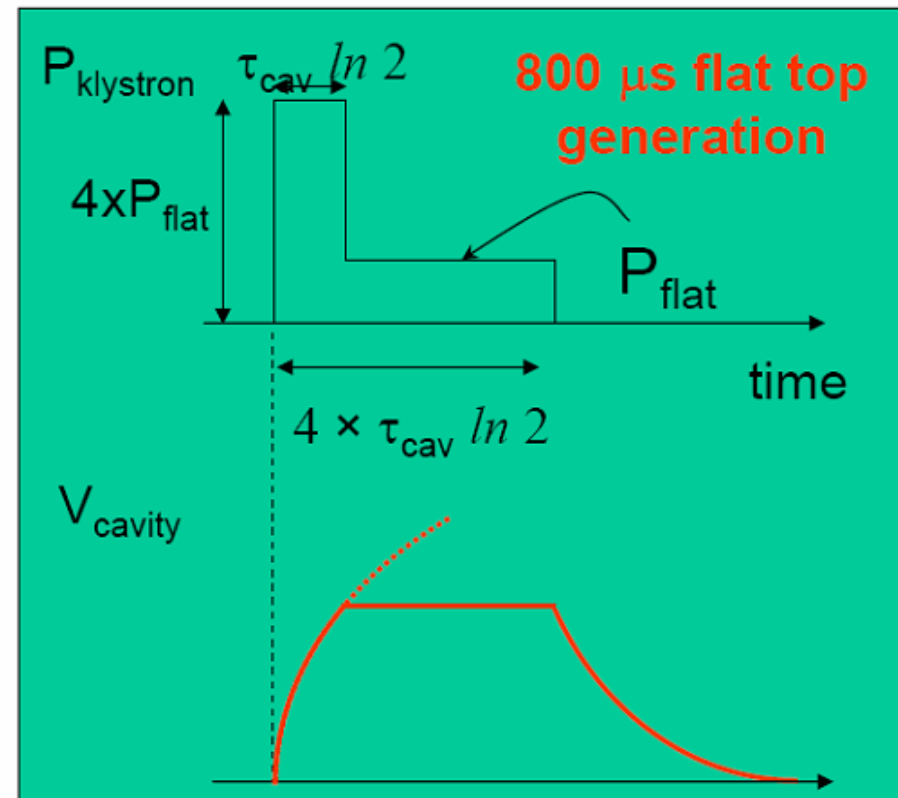 P_klystron
τ_cav ln 2
800 μs flat top
generation
4xP_flat
P_flat
time
4 × τ_cav ln 2
V_cavity